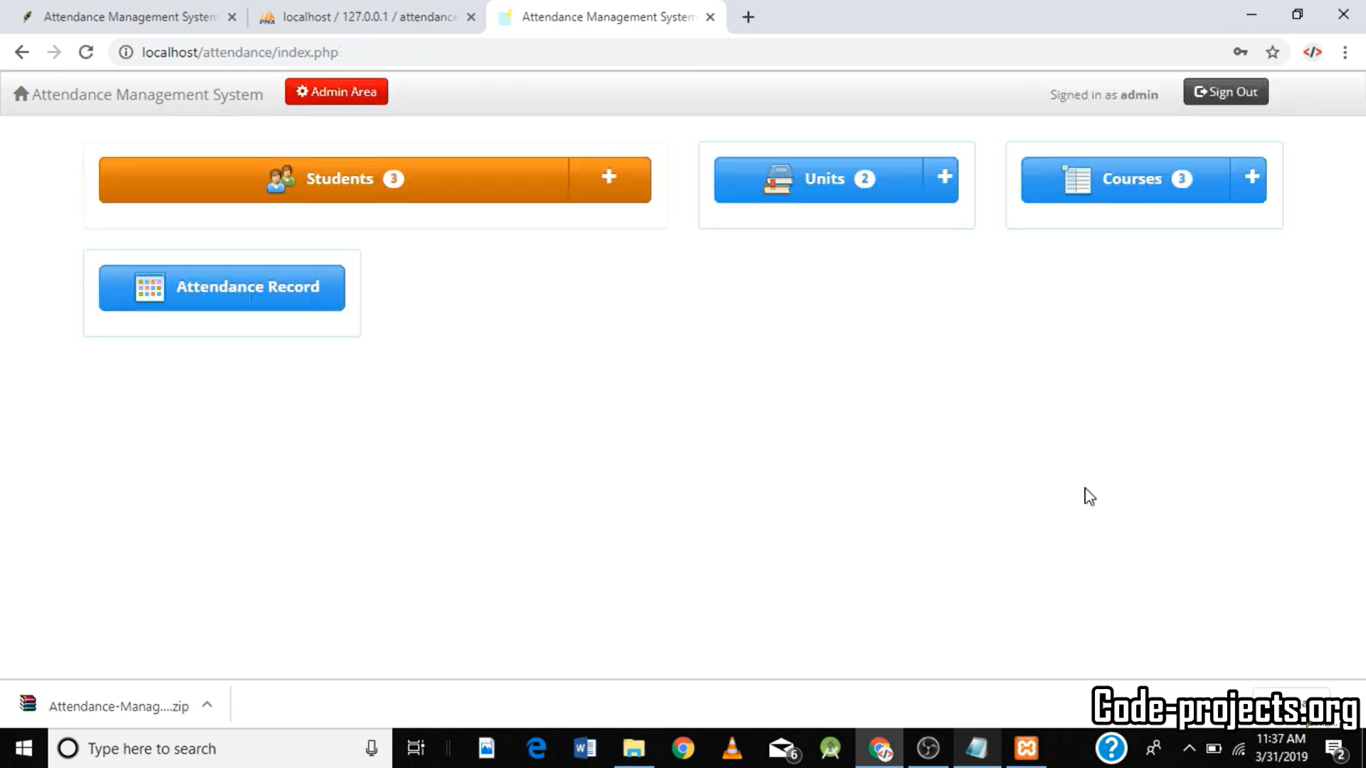 Attendance Management System
localhost / 127.0.0.1 / attendance
Attendance Management System
localhost/attendance/index.php
Attendance Management System
Admin Area
Signed in as admin
Sign Out
Students 3 +
Units 2 +
Courses 3 +
Attendance Record
Attendance-Manag....zip
Code-projects.org
Type here to search
6
11:37 AM
3/31/2019
2